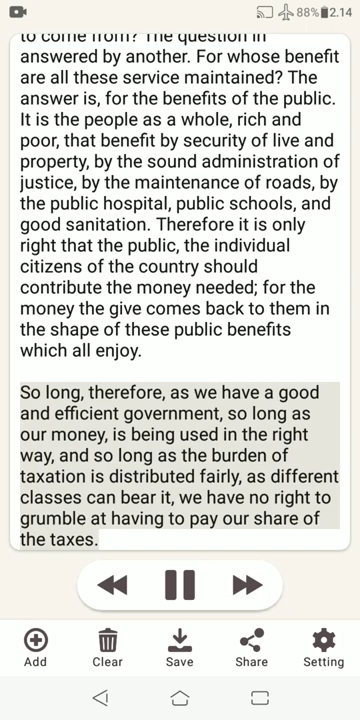 88% 2.14
to come from? The question in
answered by another. For whose benefit
are all these service maintained? The
answer is, for the benefits of the public.
It is the people as a whole, rich and
poor, that benefit by security of live and
property, by the sound administration of
justice, by the maintenance of roads, by
the public hospital, public schools, and
good sanitation. Therefore it is only
right that the public, the individual
citizens of the country should
contribute the money needed; for the
money the give comes back to them in
the shape of these public benefits
which all enjoy.
So long, therefore, as we have a good
and efficient government, so long as
our money, is being used in the right
way, and so long as the burden of
taxation is distributed fairly, as different
classes can bear it, we have no right to
grumble at having to pay our share of
the taxes.
Add Clear Save Share Setting